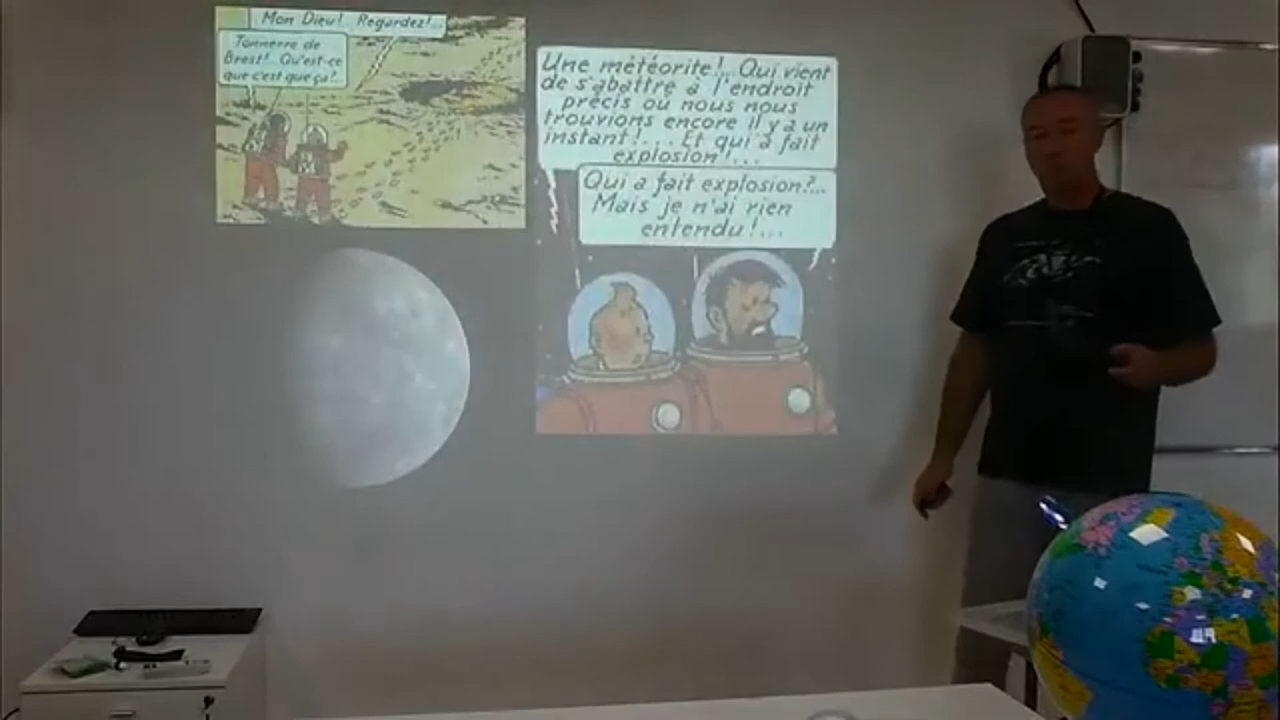 Mon Dieu!.. Regardez!...
Tonnerre de
Brest!.. Qu'est-ce
que c'est que ça?..
Une météorite!... Qui vient
de s'abattre à l'endroit
précis où nous nous
trouvions encore il y a un
instant!.... Et qui a fait
explosion!...
Qui a fait explosion?...
Mais je n'ai rien
entendu!...